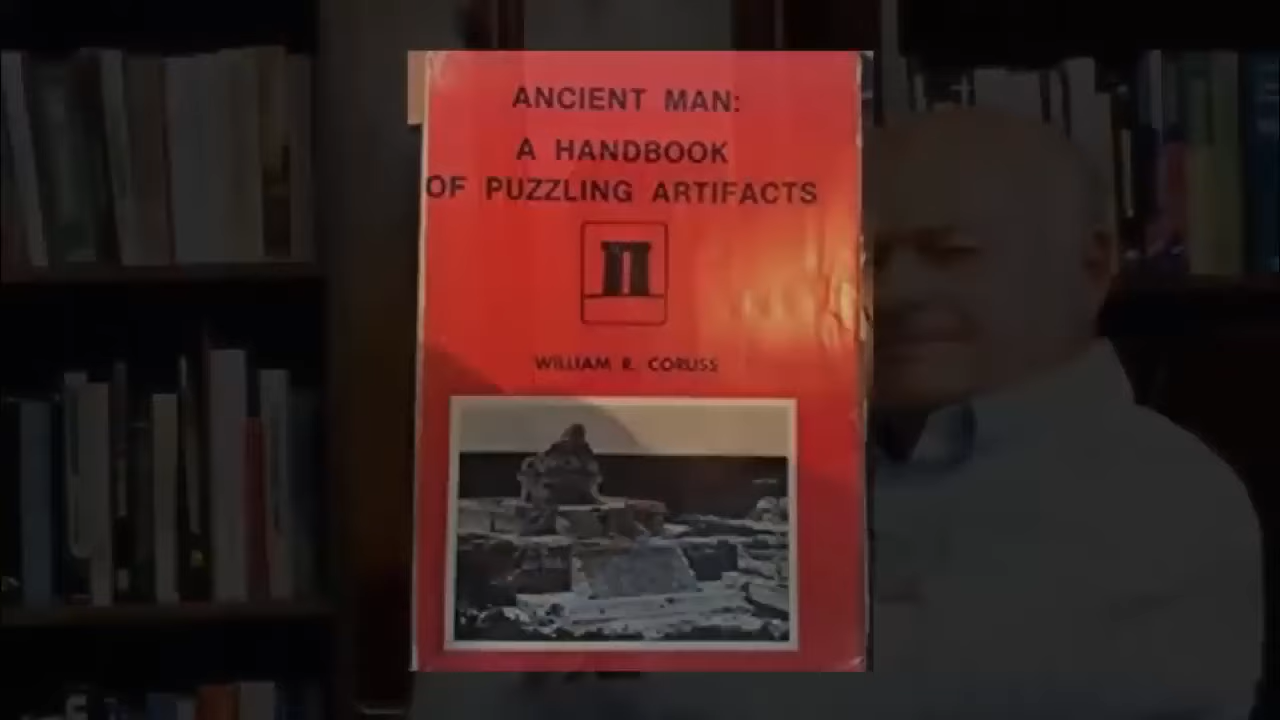 ANCIENT MAN:
A HANDBOOK
OF PUZZLING ARTIFACTS
WILLIAM R. CORLISS